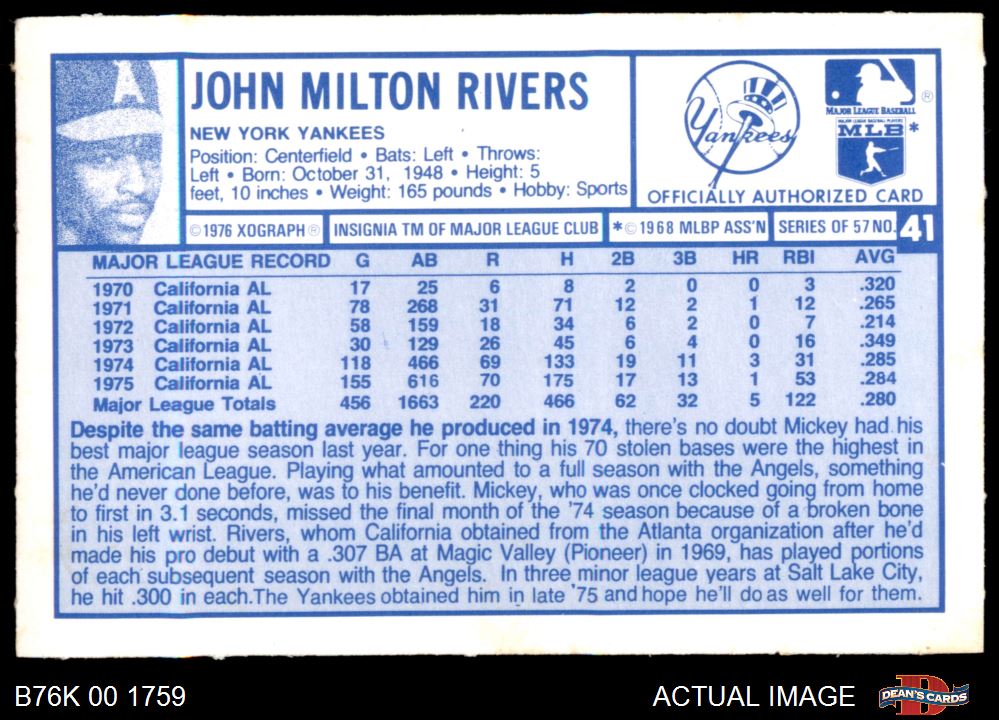 A
JOHN MILTON RIVERS
NEW YORK YANKEES
Position: Centerfield • Bats: Left • Throws:
Left • Born: October 31, 1948 • Height: 5
feet, 10 inches • Weight: 165 pounds • Hobby: Sports
Yankees
MAJOR LEAGUE BASEBALL ®
MAJOR LEAGUE BASEBALL PLAYERS
MLB *
OFFICIALLY AUTHORIZED CARD
© 1976 XOGRAPH ® INSIGNIA TM OF MAJOR LEAGUE CLUB *© 1968 MLBP ASS'N SERIES OF 57 NO. 41
MAJOR LEAGUE RECORD G AB R H 2B 3B HR RBI AVG
1970 California AL 17 25 6 8 2 0 0 3 .320
1971 California AL 78 268 31 71 12 2 1 12 .265
1972 California AL 58 159 18 34 6 2 0 7 .214
1973 California AL 30 129 26 45 6 4 0 16 .349
1974 California AL 118 466 69 133 19 11 3 31 .285
1975 California AL 155 616 70 175 17 13 1 53 .284
Major League Totals 456 1663 220 466 62 32 5 122 .280
Despite the same batting average he produced in 1974, there's no doubt Mickey had his
best major league season last year. For one thing his 70 stolen bases were the highest in
the American League. Playing what amounted to a full season with the Angels, something
he'd never done before, was to his benefit. Mickey, who was once clocked going from home
to first in 3.1 seconds, missed the final month of the '74 season because of a broken bone
in his left wrist. Rivers, whom California obtained from the Atlanta organization after he'd
made his pro debut with a .307 BA at Magic Valley (Pioneer) in 1969, has played portions
of each subsequent season with the Angels. In three minor league years at Salt Lake City,
he hit .300 in each.The Yankees obtained him in late '75 and hope he'll do as well for them.
B76K 00 1759 ACTUAL IMAGE DEAN'S CARDS